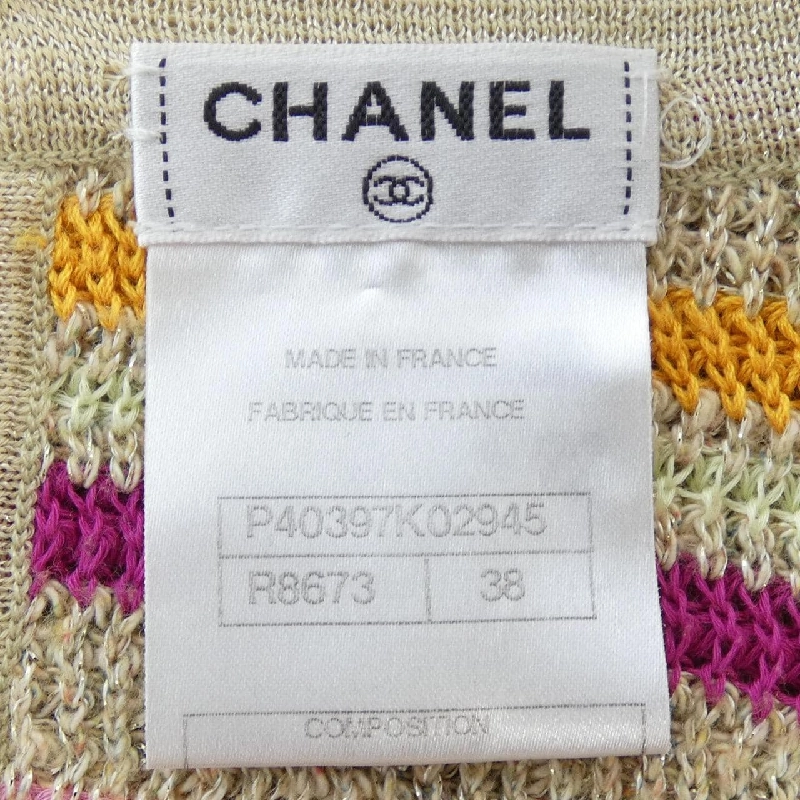 CHANEL
MADE IN FRANCE
FABRIQUE EN FRANCE
P40397K02945
R8673 38
COMPOSITION